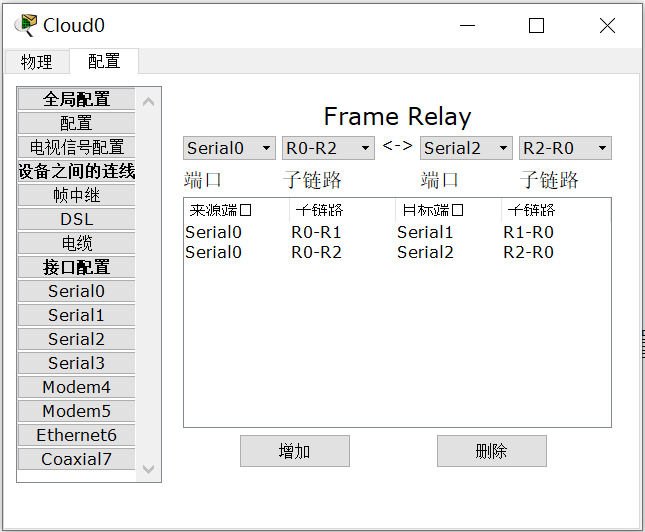 Cloud0
物理 配置
全局配置
配置
电视信号配置
设备之间的连线
帧中继
DSL
电缆
接口配置
Serial0
Serial1
Serial2
Serial3
Modem4
Modem5
Ethernet6
Coaxial7
Frame Relay
Serial0 R0-R2 <-> Serial2 R2-R0
端口 子链路 端口 子链路
来源端口 子链路 目标端口 子链路
Serial0 R0-R1 Serial1 R1-R0
Serial0 R0-R2 Serial2 R2-R0
增加 删除